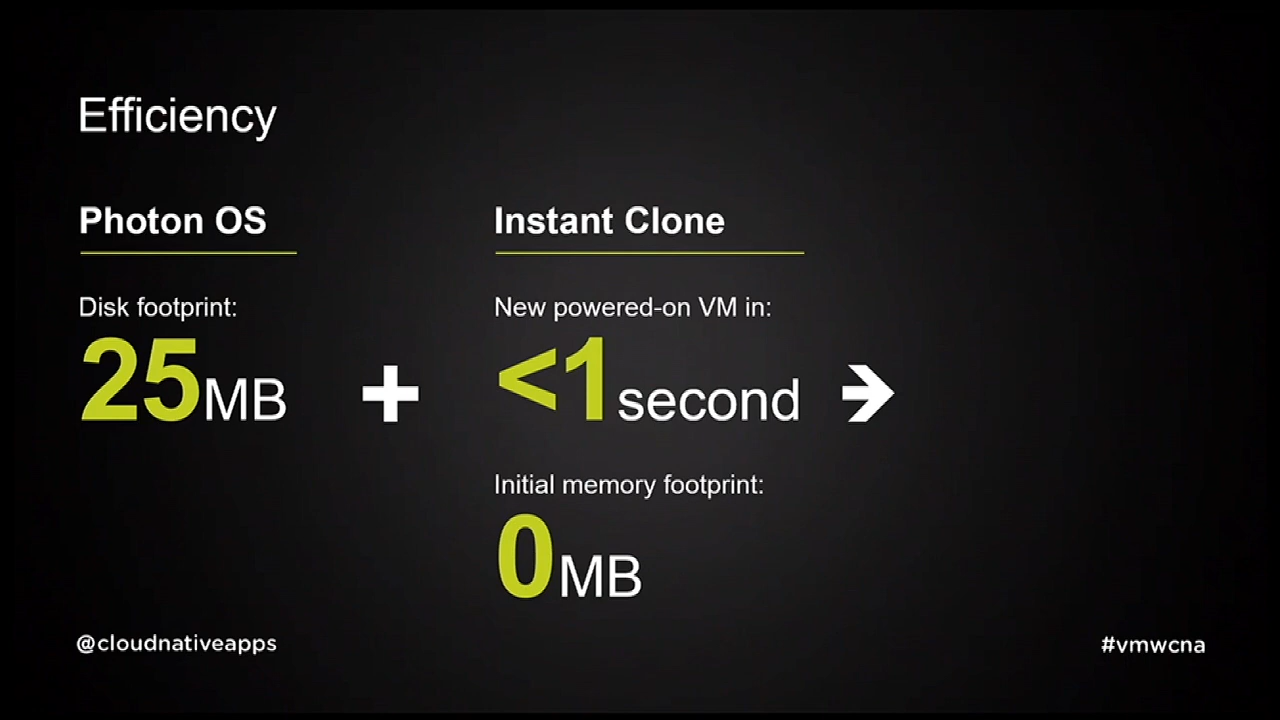 Efficiency
Photon OS
Disk footprint:
25MB
+
Instant Clone
New powered-on VM in:
<1second
Initial memory footprint:
0MB
@cloudnativeapps
#vmwcna